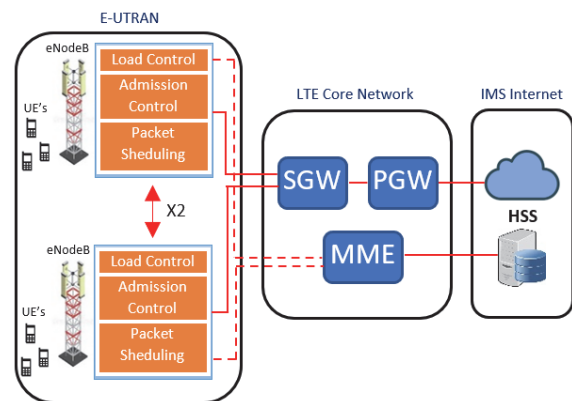 E-UTRAN
eNodeB
UE's
Load Control
Admission
Control
Packet
Sheduling
X2
eNodeB
UE's
Load Control
Admission
Control
Packet
Sheduling
LTE Core Network
SGW
PGW
MME
IMS Internet
HSS